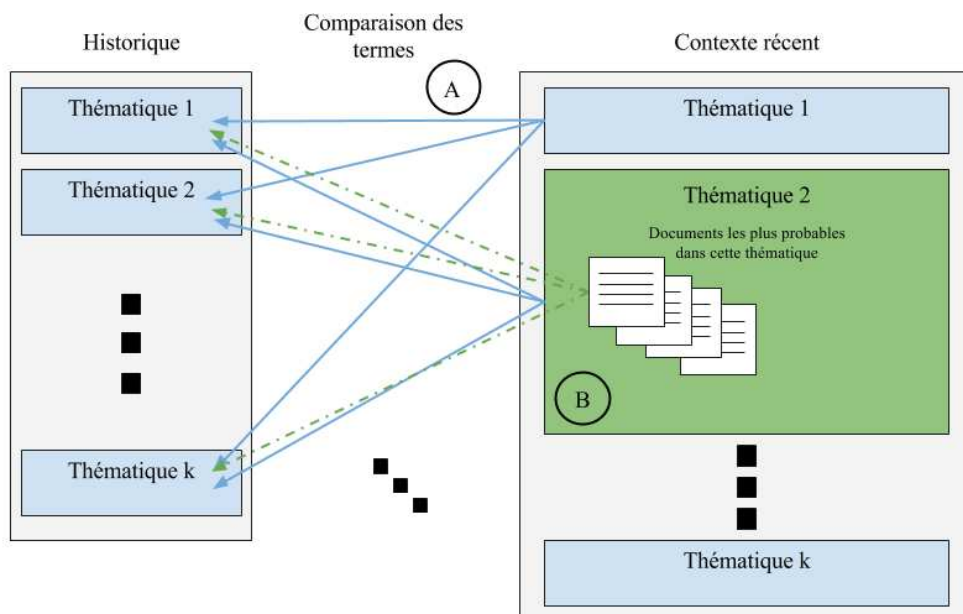 Historique
Comparaison des
termes
Contexte récent
A
Thématique 1
Thématique 2
Thématique k
Thématique 1
Thématique 2
Documents les plus probables
dans cette thématique
B
Thématique k